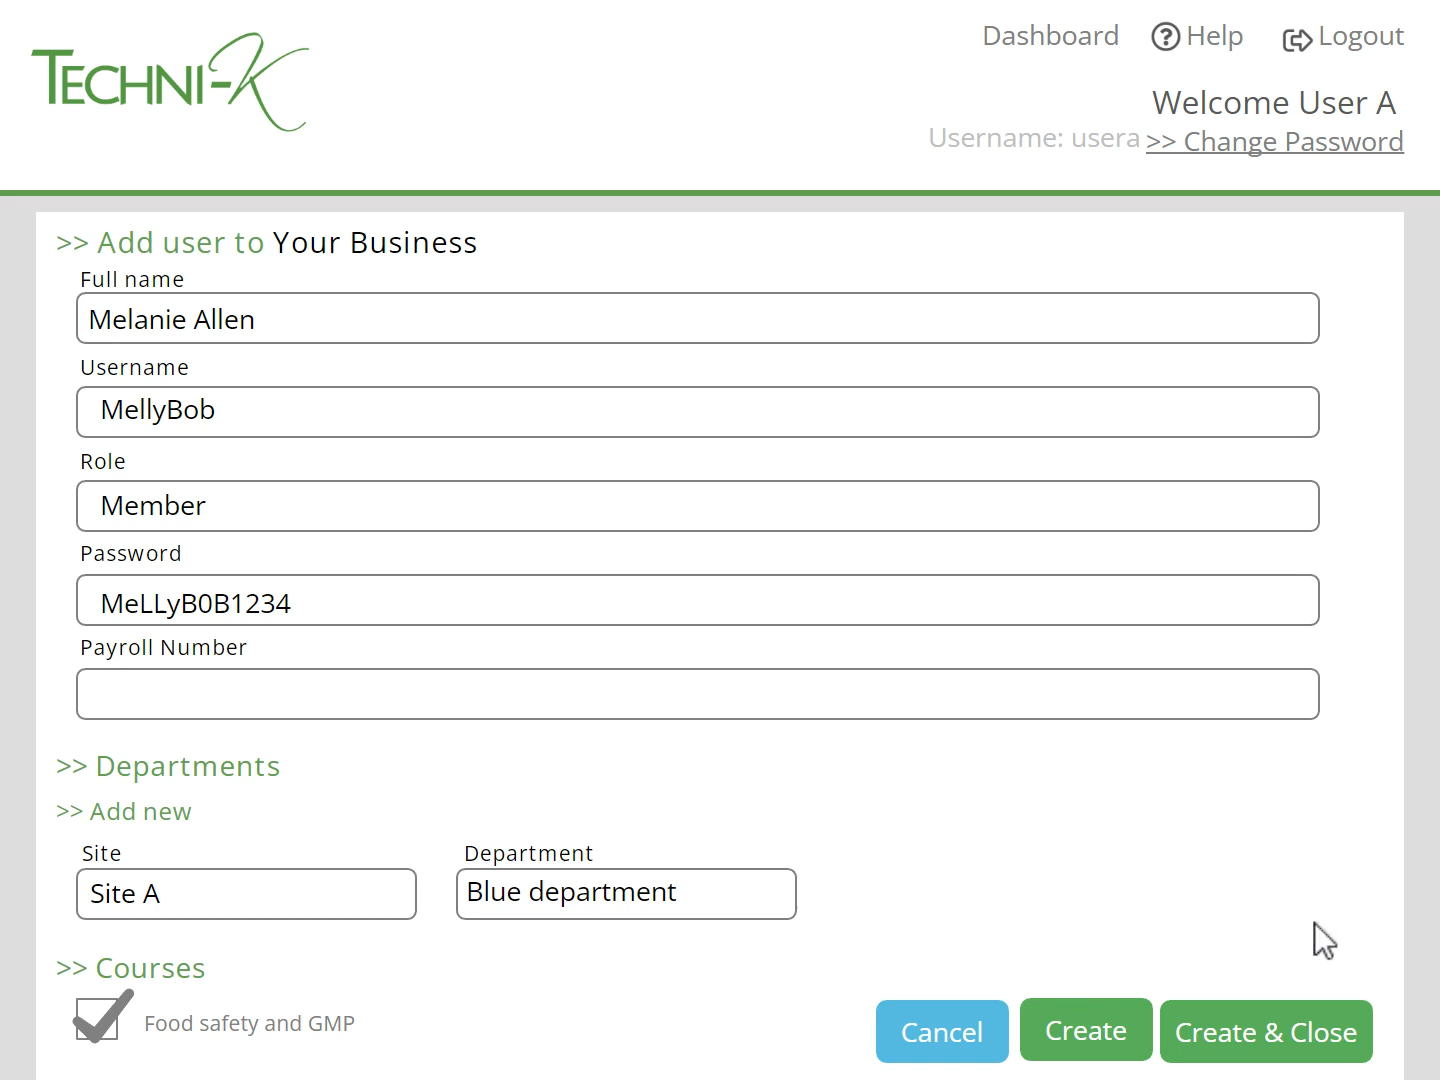 TECHNI-K
Dashboard Help Logout
Welcome User A
Username: usera >> Change Password
>> Add user to Your Business
Full name
Melanie Allen
Username
MellyBob
Role
Member
Password
MeLLyB0B1234
Payroll Number
>> Departments
>> Add new
Site Department
Site A Blue department
>> Courses
Food safety and GMP
Cancel Create Create & Close